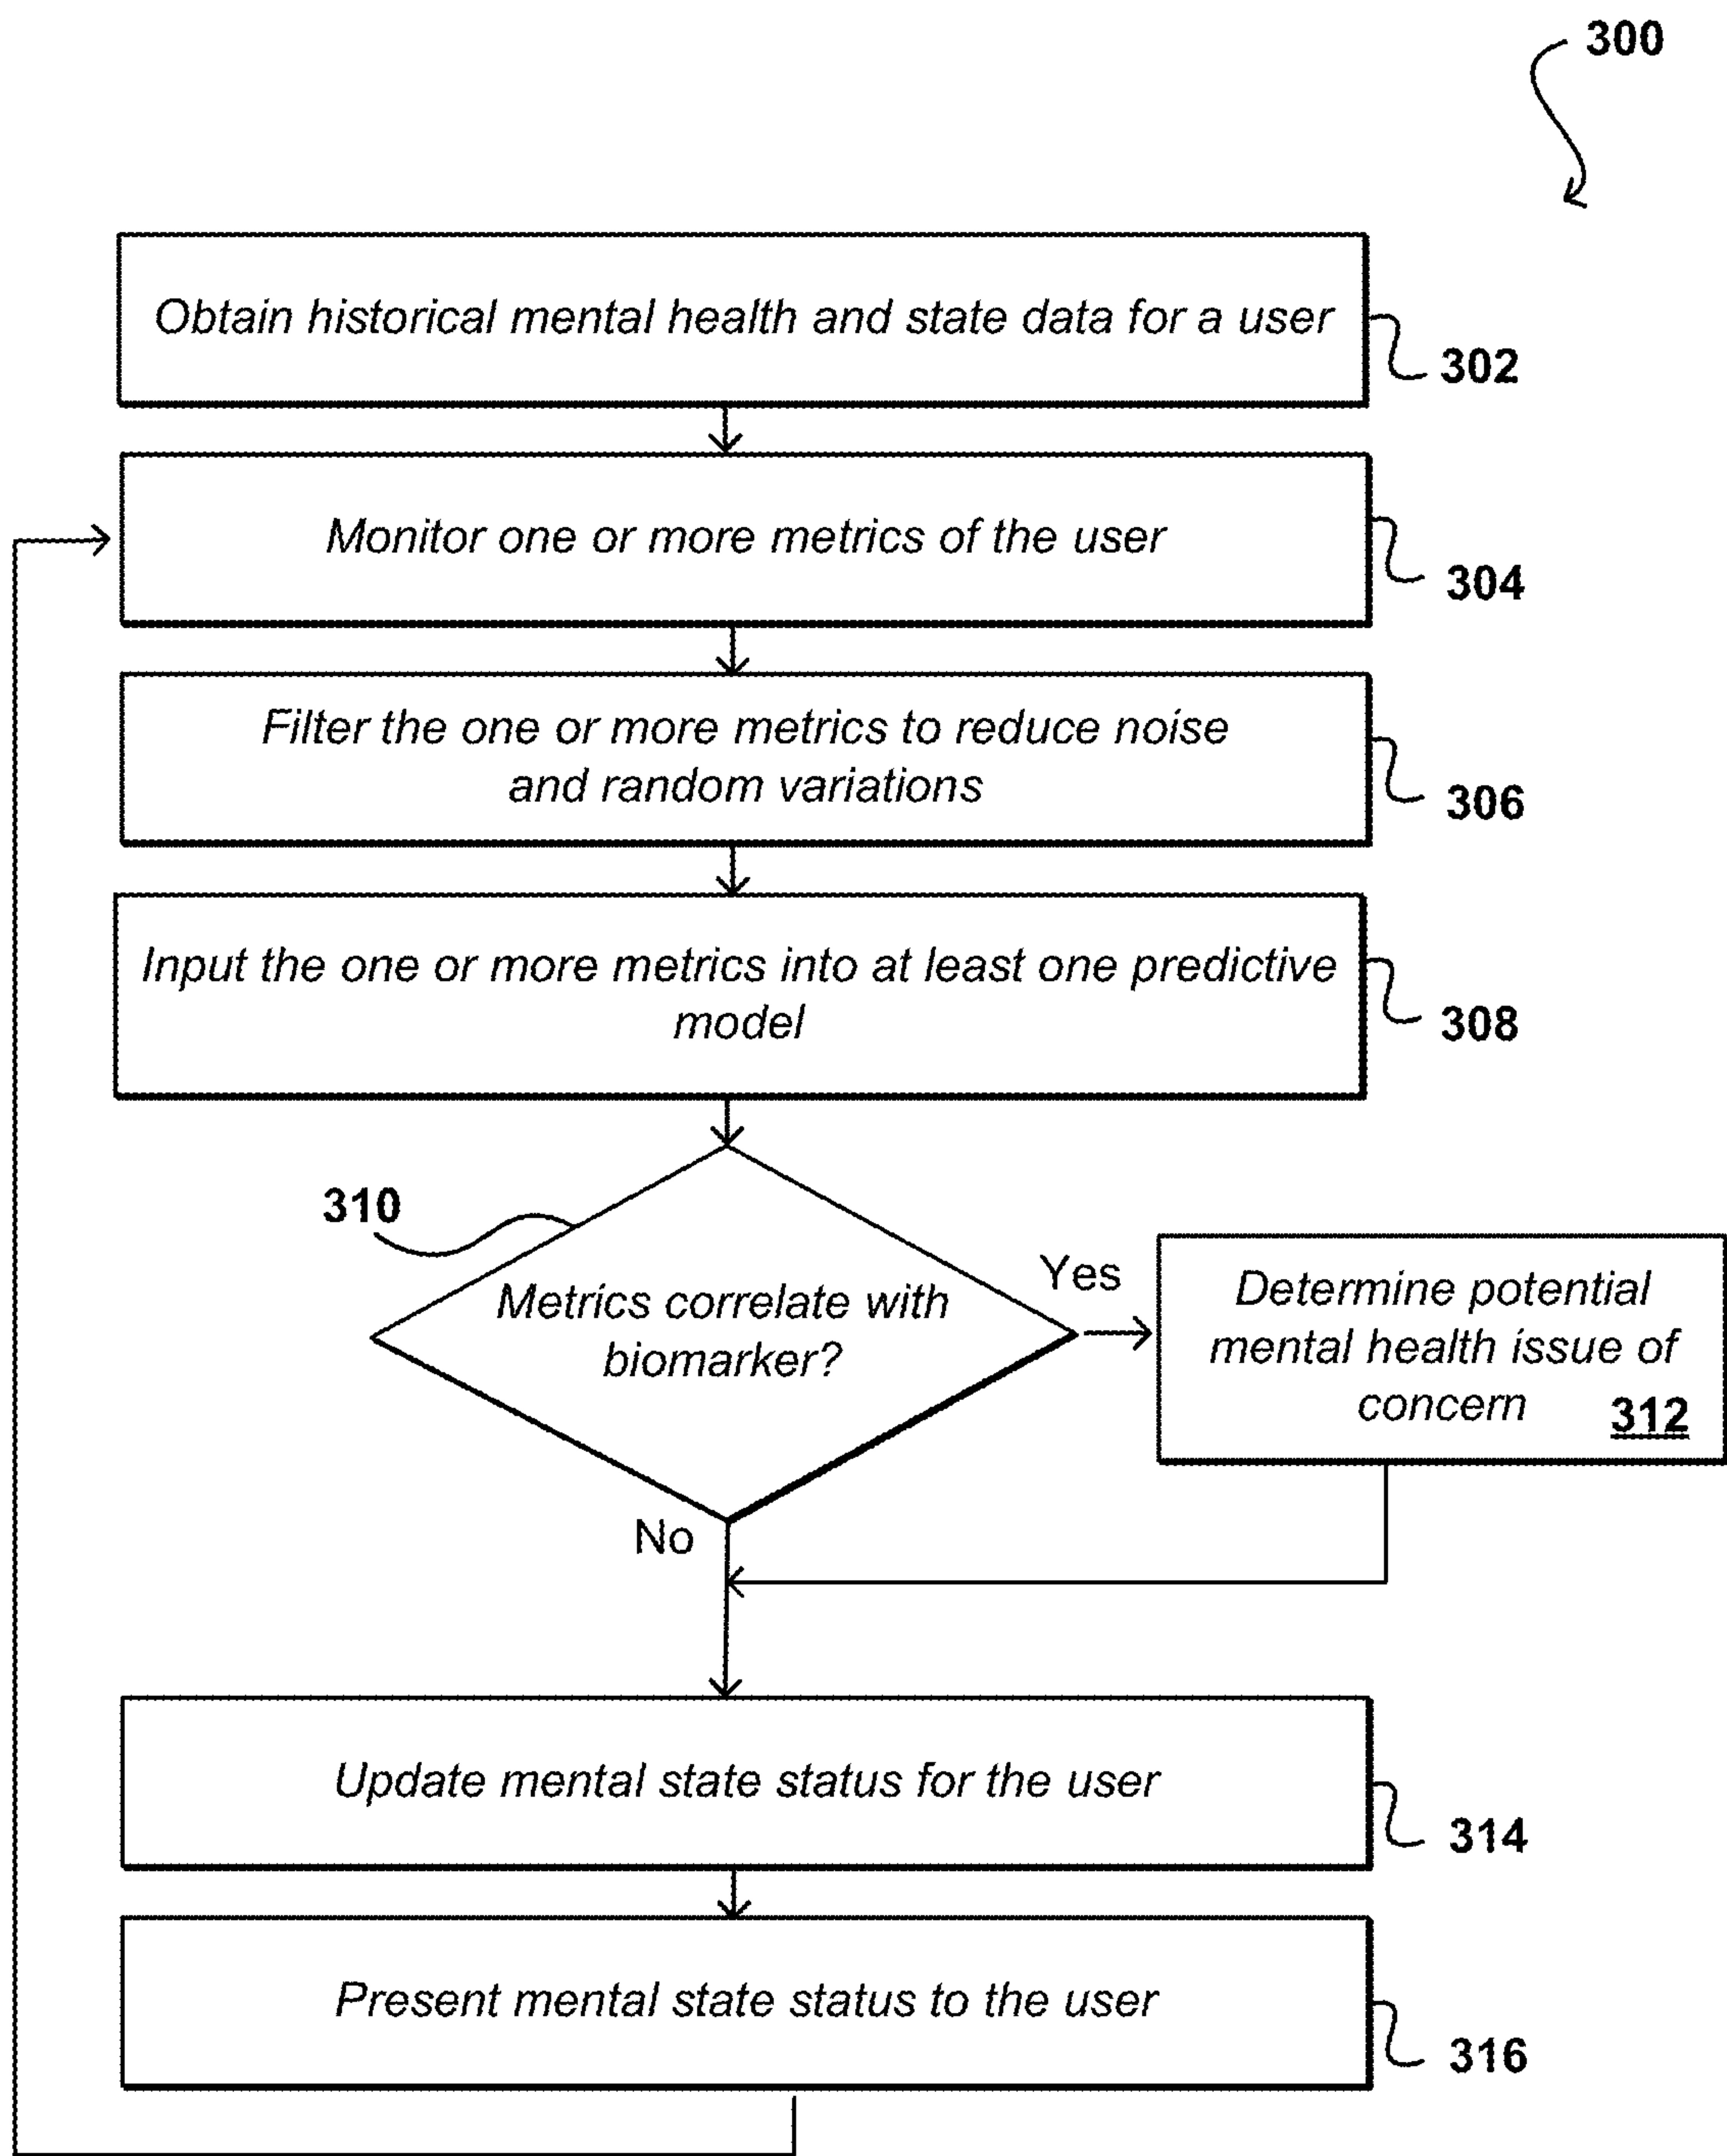 300
Obtain historical mental health and state data for a user
302
Monitor one or more metrics of the user
304
Filter the one or more metrics to reduce noise
and random variations
306
Input the one or more metrics into at least one predictive
model
308
310
Metrics correlate with
biomarker?
Yes
Determine potential
mental health issue of
concern 312
No
Update mental state status for the user
314
Present mental state status to the user
316